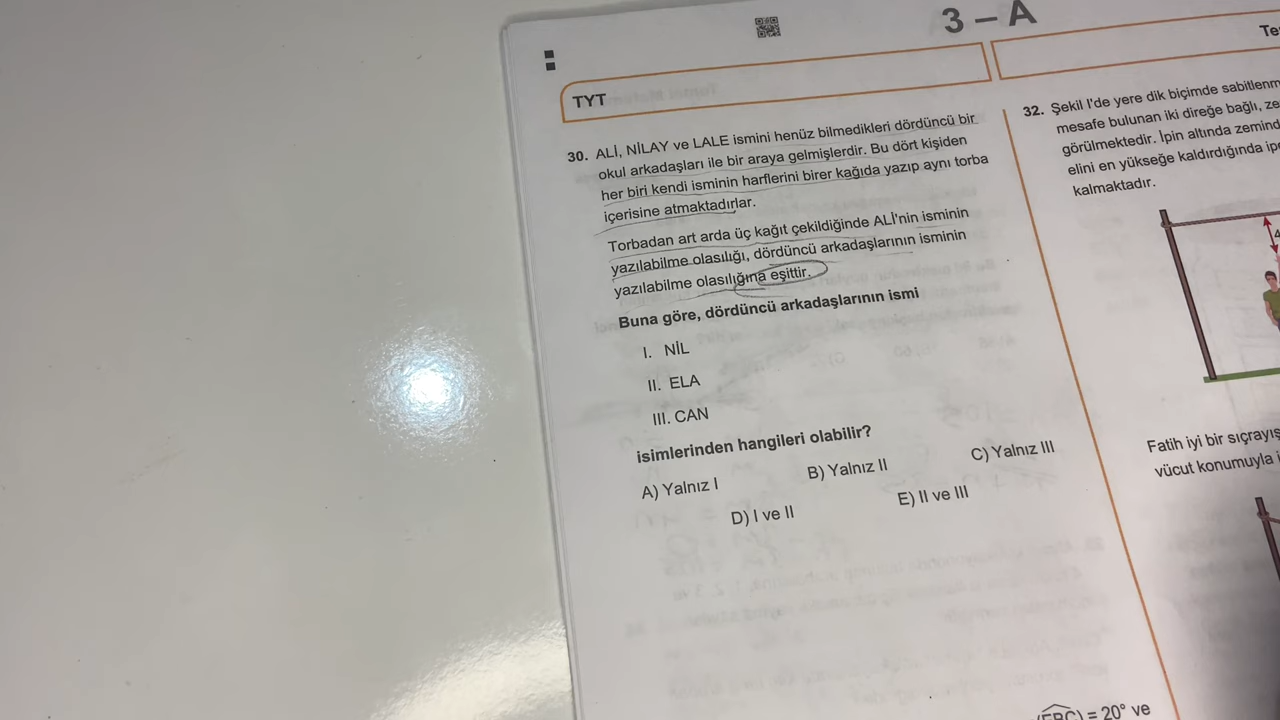 3 – A
TYT
30. ALİ, NİLAY ve LALE ismini henüz bilmedikleri dördüncü bir
okul arkadaşları ile bir araya gelmişlerdir. Bu dört kişiden
her biri kendi isminin harflerini birer kağıda yazıp aynı torba
içerisine atmaktadırlar.
Torbadan art arda üç kağıt çekildiğinde ALİ'nin isminin
yazılabilme olasılığı, dördüncü arkadaşlarının isminin
yazılabilme olasılığına eşittir.
Buna göre, dördüncü arkadaşlarının ismi
I. NİL
II. ELA
III. CAN
isimlerinden hangileri olabilir?
A) Yalnız I
B) Yalnız II
C) Yalnız III
D) I ve II
E) II ve III
32. Şekil I'de yere dik biçimde sabitlenm
mesafe bulunan iki direğe bağlı, ze
görülmektedir. İpin altında zemind
elini en yükseğe kaldırdığında ip
kalmaktadır.
4
Fatih iyi bir sıçrayış
vücut konumuyla i
= 20° ve